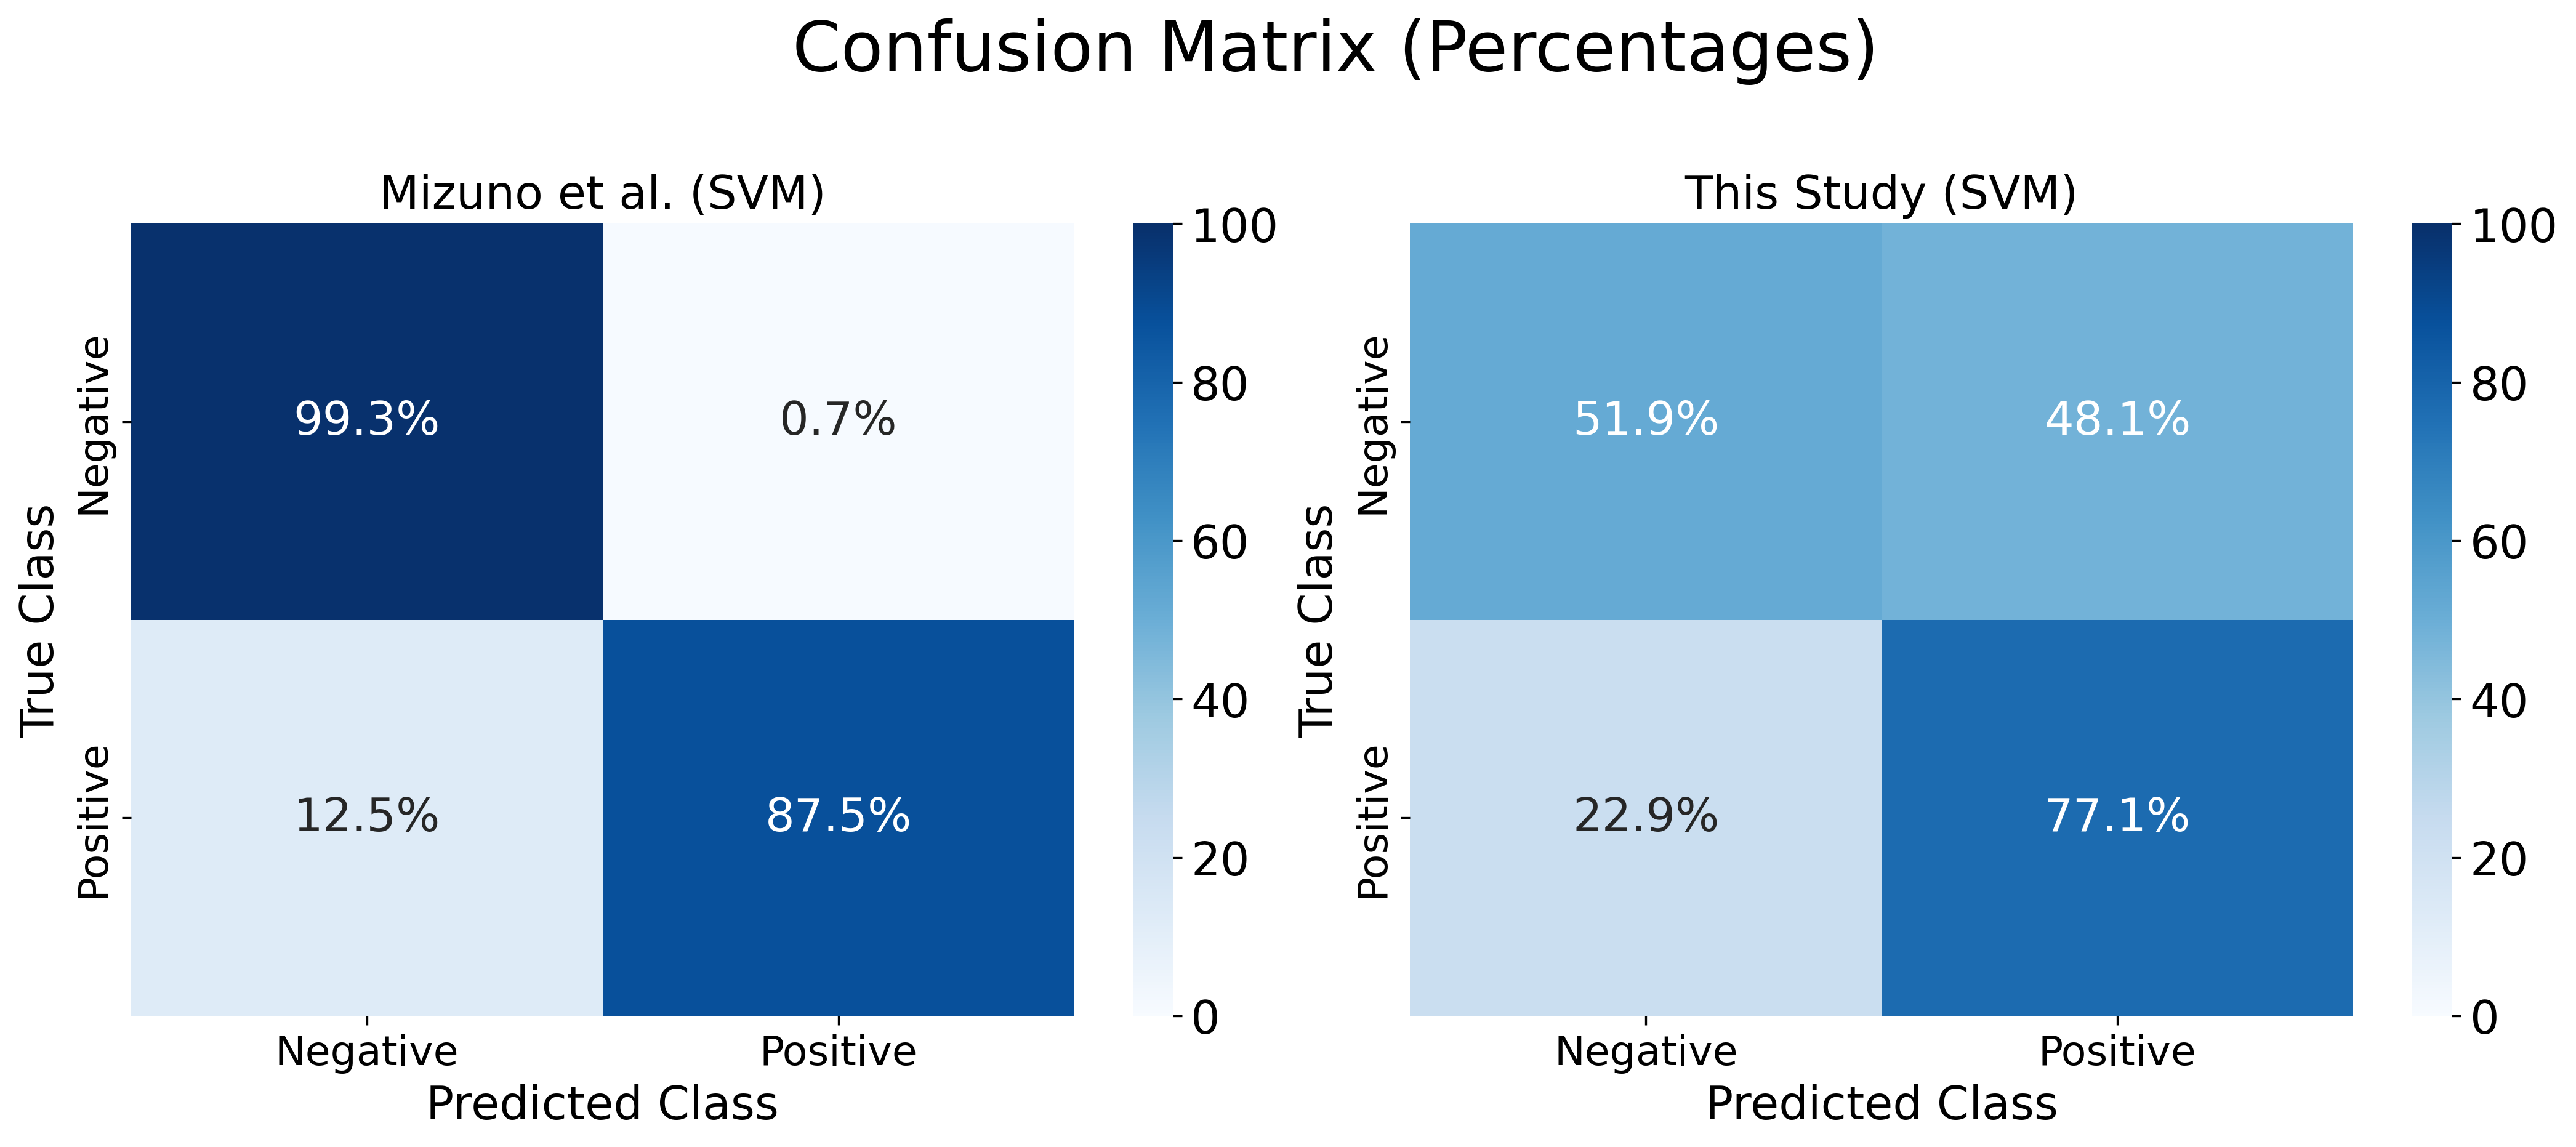 Confusion Matrix (Percentages)
Mizuno et al. (SVM)
True Class
Negative
Positive
99.3%
0.7%
12.5%
87.5%
Negative
Positive
Predicted Class
100
80
60
40
20
0
This Study (SVM)
True Class
Negative
Positive
51.9%
48.1%
22.9%
77.1%
Negative
Positive
Predicted Class
100
80
60
40
20
0